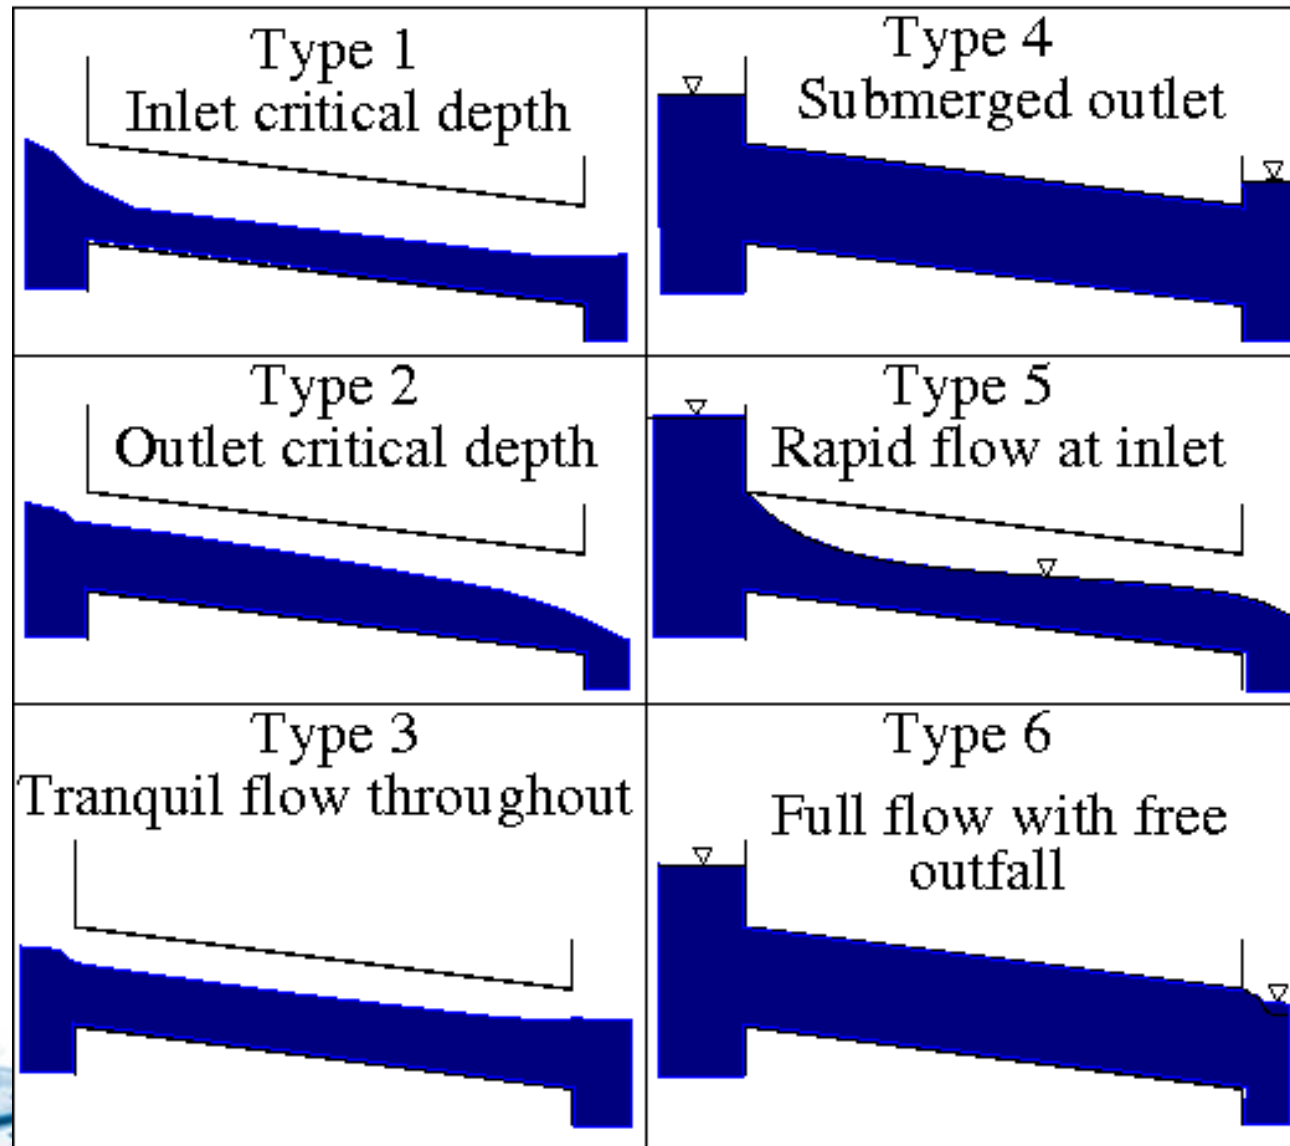 Type 1
Inlet critical depth
Type 4
Submerged outlet
Type 2
Outlet critical depth
Type 5
Rapid flow at inlet
Type 3
Tranquil flow throughout
Type 6
Full flow with free
outfall